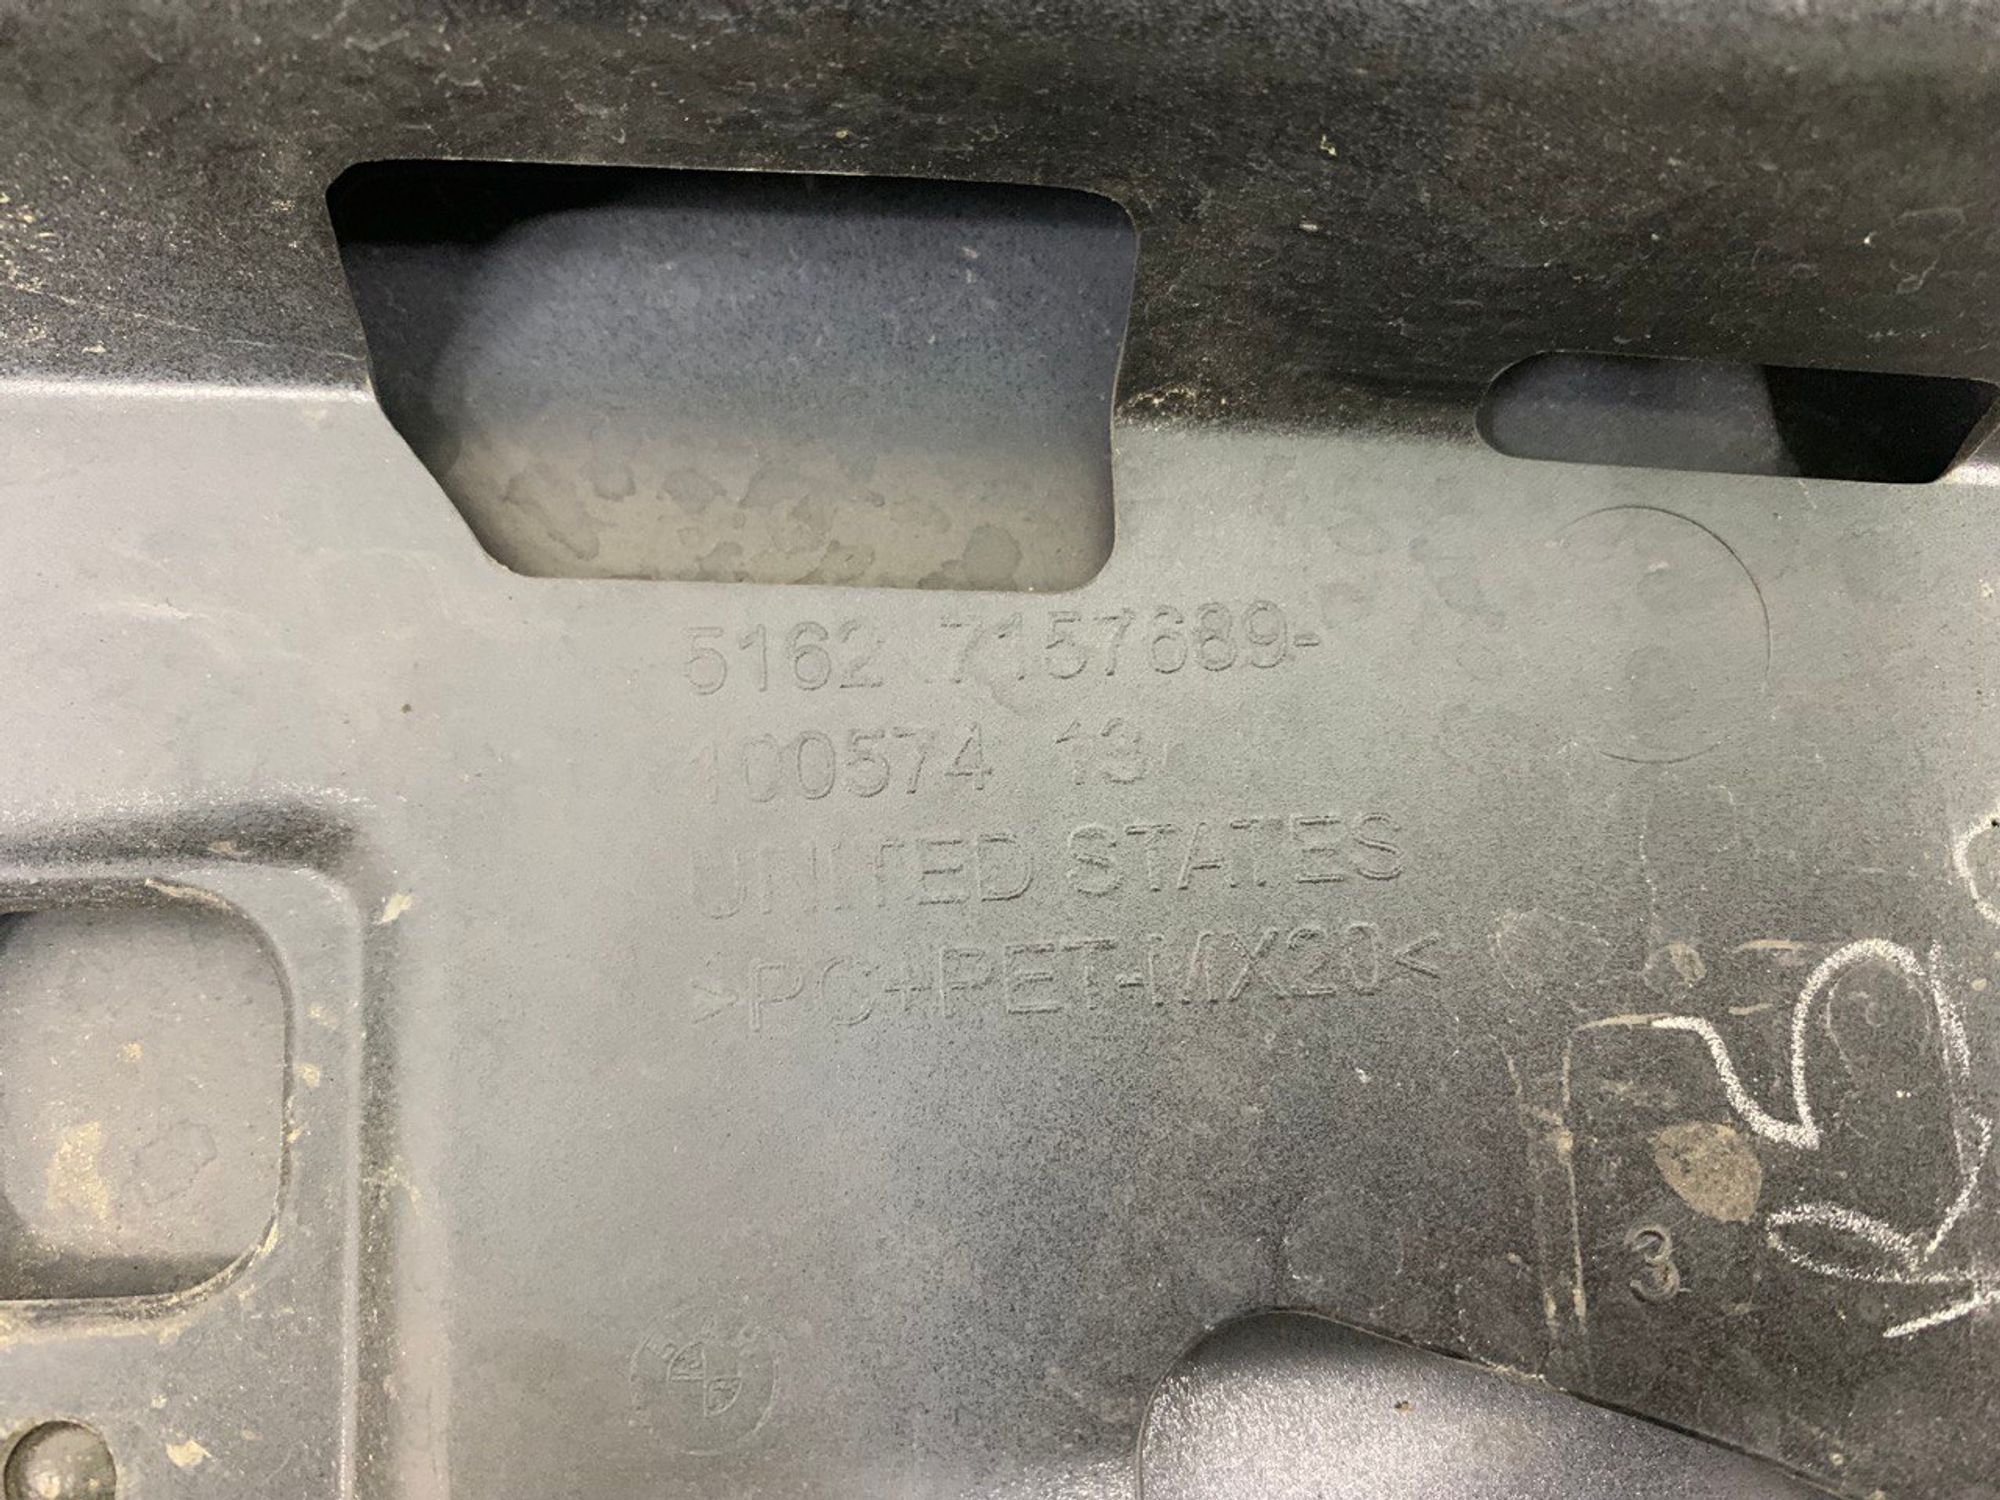 5162 7157689-
100574 13
UNITED STATES
>PC+PET-MX20<
3